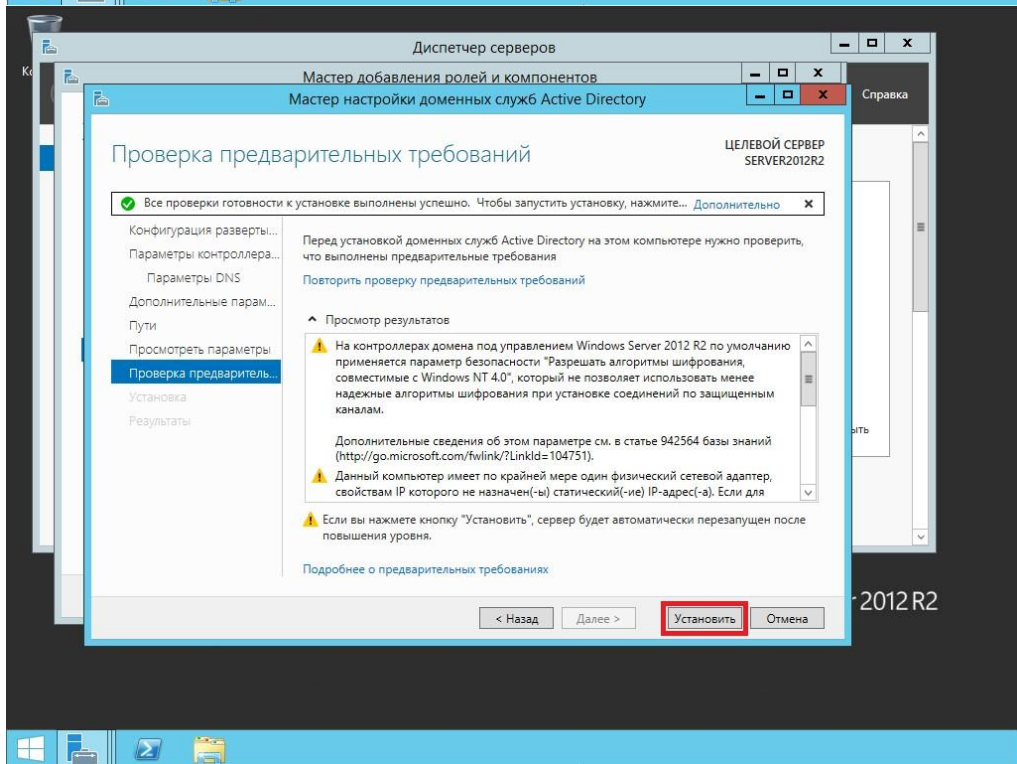 Диспетчер серверов
Мастер добавления ролей и компонентов
Мастер настройки доменных служб Active Directory
Справка
Проверка предварительных требований
ЦЕЛЕВОЙ СЕРВЕР
SERVER2012R2
Все проверки готовности к установке выполнены успешно. Чтобы запустить установку, нажмите... Дополнительно
Конфигурация разверты...
Параметры контроллера...
Параметры DNS
Дополнительные парам...
Пути
Просмотреть параметры
Проверка предваритель...
Установка
Результаты
Перед установкой доменных служб Active Directory на этом компьютере нужно проверить,
что выполнены предварительные требования
Повторить проверку предварительных требований
Просмотр результатов
На контроллерах домена под управлением Windows Server 2012 R2 по умолчанию
применяется параметр безопасности "Разрешать алгоритмы шифрования,
совместимые с Windows NT 4.0", который не позволяет использовать менее
надежные алгоритмы шифрования при установке соединений по защищенным
каналам.
Дополнительные сведения об этом параметре см. в статье 942564 базы знаний
(http://go.microsoft.com/fwlink/?LinkId=104751).
Данный компьютер имеет по крайней мере один физический сетевой адаптер,
свойствам IP которого не назначен(-ы) статический(-ие) IP-адрес(-а). Если для
Если вы нажмете кнопку "Установить", сервер будет автоматически перезапущен после
повышения уровня.
Подробнее о предварительных требованиях
< Назад Далее > Установить Отмена
2012 R2